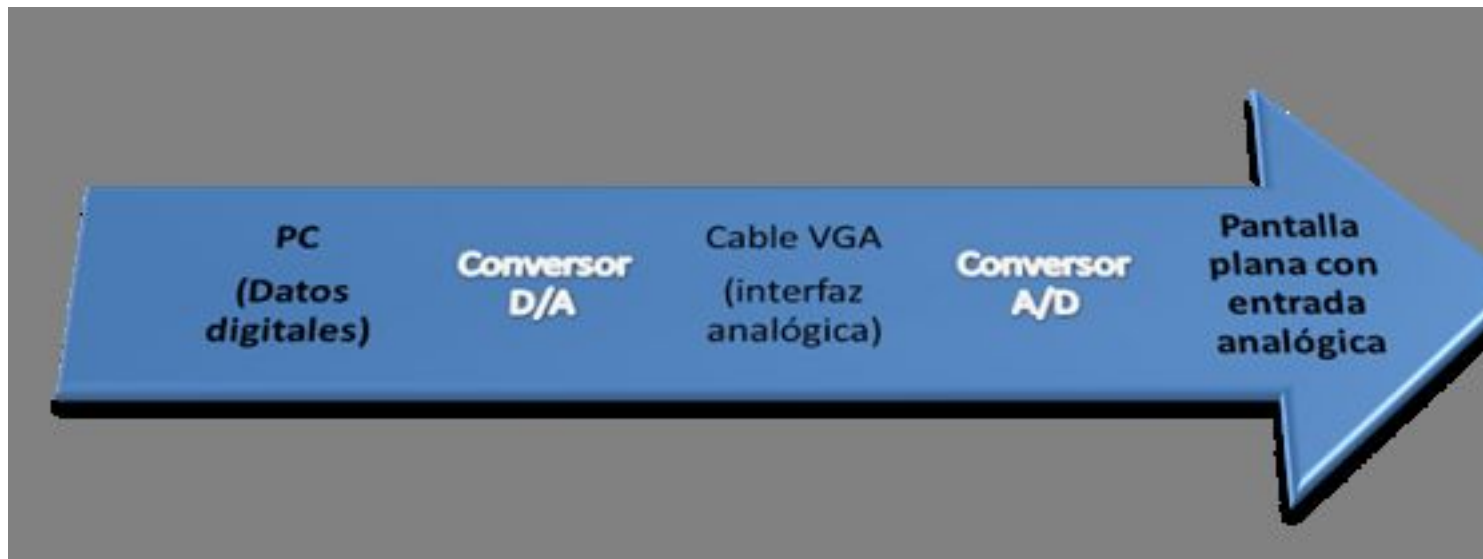 PC
(Datos
digitales)
Conversor
D/A
Cable VGA
(interfaz
analógica)
Conversor
A/D
Pantalla
plana con
entrada
analógica